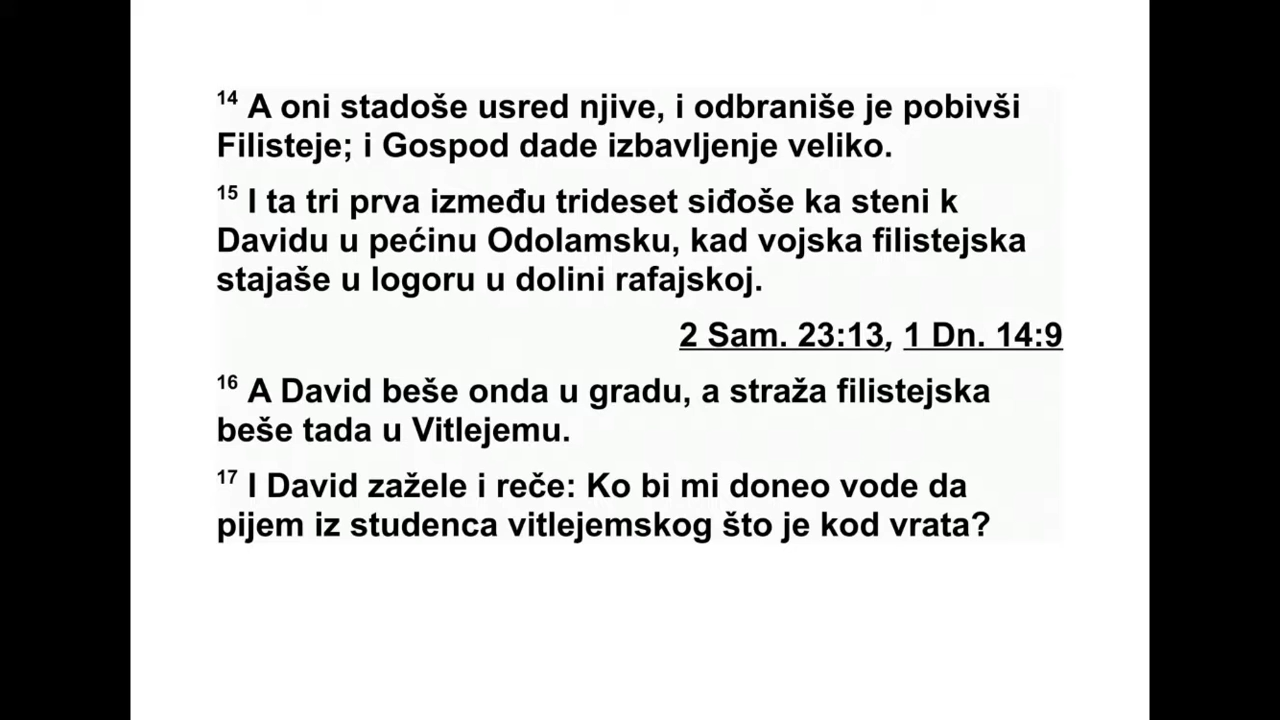 14 A oni stadoše usred njive, i odbraniše je pobivši
Filisteje; i Gospod dade izbavljenje veliko.
15 I ta tri prva između trideset siđoše ka steni k
Davidu u pećinu Odolamsku, kad vojska filistejska
stajaše u logoru u dolini rafajskoj.
2 Sam. 23:13, 1 Dn. 14:9
16 A David beše onda u gradu, a straža filistejska
beše tada u Vitlejemu.
17 I David zažele i reče: Ko bi mi doneo vode da
pijem iz studenca vitlejemskog što je kod vrata?